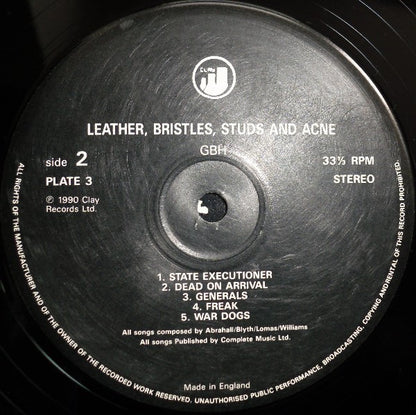 CLAY
LEATHER, BRISTLES, STUDS AND ACNE
GBH
side 2
33⅓ RPM
PLATE 3
STEREO
℗ 1990 Clay
Records Ltd.
1. STATE EXECUTIONER
2. DEAD ON ARRIVAL
3. GENERALS
4. FREAK
5. WAR DOGS
All songs composed by Abrahall/Blyth/Lomas/Williams
All songs Published by Complete Music Ltd.
Made in England
ALL RIGHTS OF THE MANUFACTURER AND OF THE OWNER OF THE RECORDED WORK RESERVED. UNAUTHORISED PUBLIC PERFORMANCE, BROADCASTING, COPYING AND RENTAL OF THIS RECORD PROHIBITED.